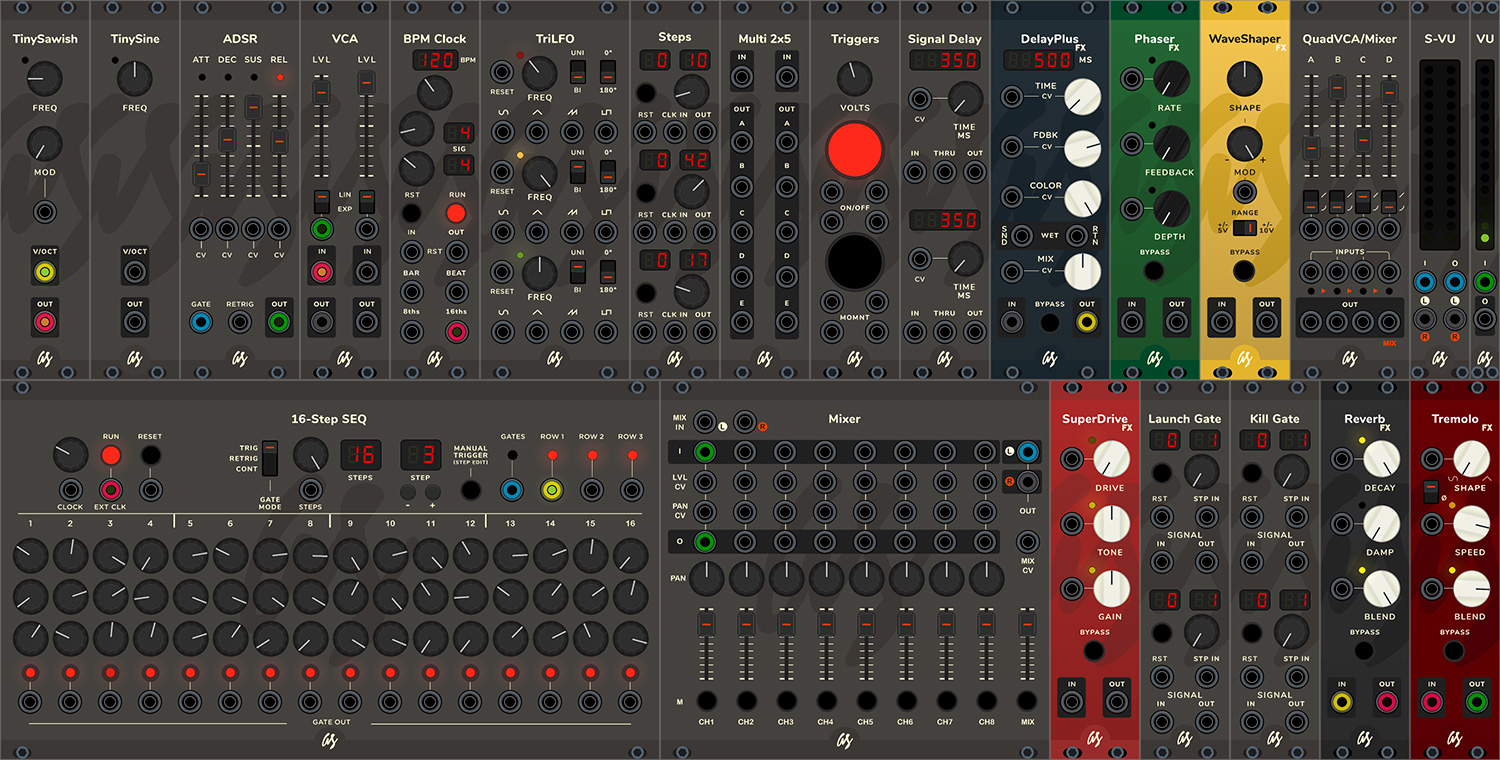 TinySawish
FREQ
MOD
V/OCT
OUT
TinySine
FREQ
V/OCT
OUT
ADSR
ATT DEC SUS REL
CV CV CV CV
GATE RETRIG OUT
VCA
LVL LVL
LIN
EXP
IN IN
OUT OUT
BPM Clock
120 BPM
4
SIG
4
RST RUN
IN OUT
RST
BAR BEAT
8ths 16ths
TriLFO
UNI 0°
RESET FREQ BI 180°
UNI 0°
RESET FREQ BI 180°
UNI 0°
RESET FREQ BI 180°
Steps
0 10
RST CLK IN OUT
0 42
RST CLK IN OUT
0 17
RST CLK IN OUT
Multi 2x5
IN IN
OUT OUT
A A
B B
C C
D D
E E
Triggers
VOLTS
ON/OFF
MOMNT
Signal Delay
350
CV
TIME
MS
IN THRU OUT
350
CV
TIME
MS
IN THRU OUT
DelayPlus
FX
500 MS
TIME
CV
FDBK
CV
COLOR
CV
SND WET RTN
MIX
CV
IN BYPASS OUT
Phaser
FX
RATE
FEEDBACK
DEPTH
BYPASS
IN OUT
WaveShaper
FX
SHAPE
- +
MOD
RANGE
+/- 5V +/- 10V
BYPASS
IN OUT
QuadVCA/Mixer
A B C D
INPUTS
OUT
MIX
S-VU
I O
L L
R R
VU
I
O
16-Step SEQ
RUN RESET
CLOCK EXT CLK
TRIG
RETRIG
CONT
GATE
MODE
STEPS
16
STEPS
3
STEP
- +
MANUAL
TRIGGER
(STEP EDIT)
GATES ROW 1 ROW 2 ROW 3
1 2 3 4 5 6 7 8 9 10 11 12 13 14 15 16
GATE OUT
Mixer
MIX
IN
L R
I
L
LVL
CV
R
PAN
CV
OUT
O
MIX
CV
PAN
M
CH1 CH2 CH3 CH4 CH5 CH6 CH7 CH8 MIX
SuperDrive
FX
DRIVE
TONE
GAIN
BYPASS
IN OUT
Launch Gate
0 1
RST STP IN
SIGNAL
IN OUT
0 1
RST STP IN
SIGNAL
IN OUT
Kill Gate
0 1
RST STP IN
SIGNAL
IN OUT
0 1
RST STP IN
SIGNAL
IN OUT
Reverb
FX
DECAY
DAMP
BLEND
BYPASS
IN OUT
Tremolo
FX
SHAPE
Ø
SPEED
BLEND
BYPASS
IN OUT